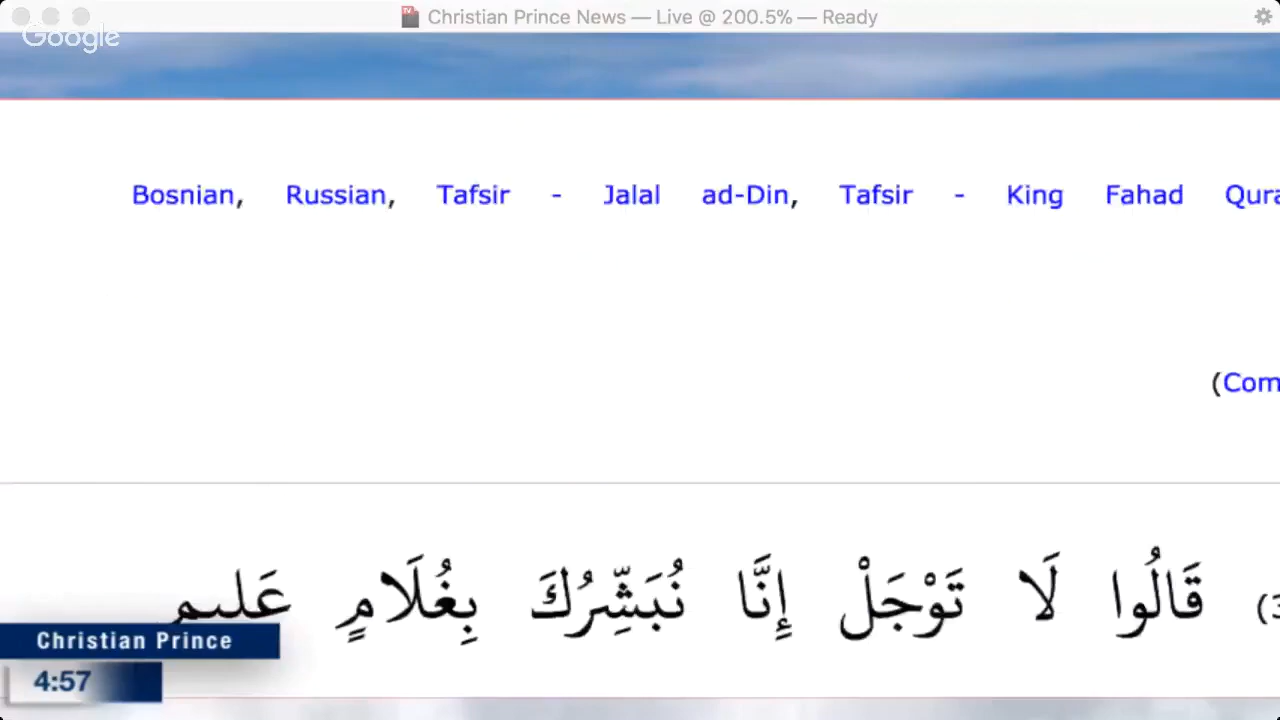 Christian Prince News — Live @ 200.5% — Ready
Google
Bosnian, Russian, Tafsir - Jalal ad-Din, Tafsir - King Fahad
(Com
قَالُوا لَا تَوْجَلْ إِنَّا نُبَشِّرُكَ بِغُلَامٍ عَليم
Christian Prince
4:57